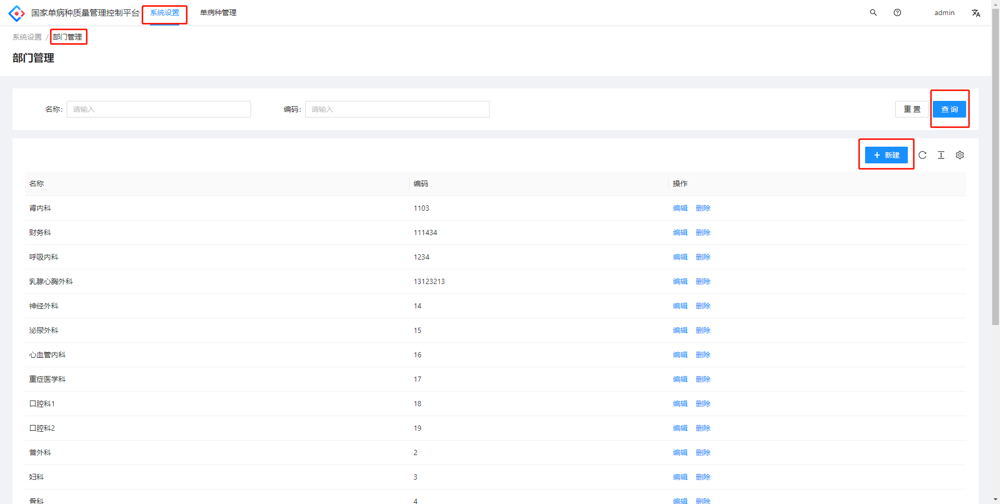 国家单病种质量管理控制平台 系统设置 单病种管理 admin
系统设置 / 部门管理
部门管理
名称: 请输入 编码: 请输入 重 置 查 询
新建
名称 编码 操作
肾内科 1103 编辑 删除
财务科 111434 编辑 删除
呼吸内科 1234 编辑 删除
乳腺心胸外科 13123213 编辑 删除
神经外科 14 编辑 删除
泌尿外科 15 编辑 删除
心血管内科 16 编辑 删除
重症医学科 17 编辑 删除
口腔科1 18 编辑 删除
口腔科2 19 编辑 删除
普外科 2 编辑 删除
妇科 3 编辑 删除
骨科 4 编辑 删除